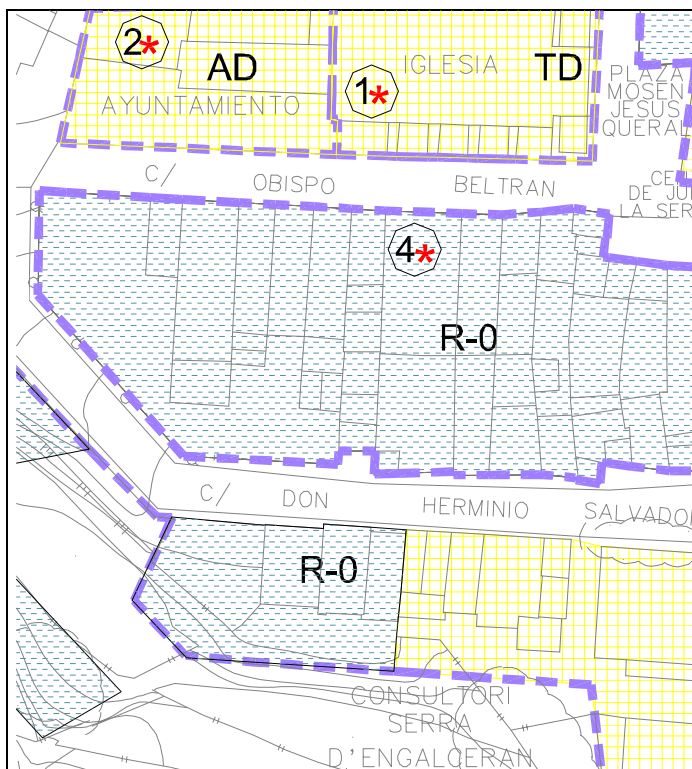 2*
AD
AYUNTAMIENTO
1*
IGLESIA
TD
PLAZA
MOSEN
JESUS
QUERAL
C/ OBISPO BELTRAN
DE JU
LA SER
4*
R-0
C/ DON HERMINIO SALVADO
R-0
CONSULTORI
SERRA
D'ENGALCERAN